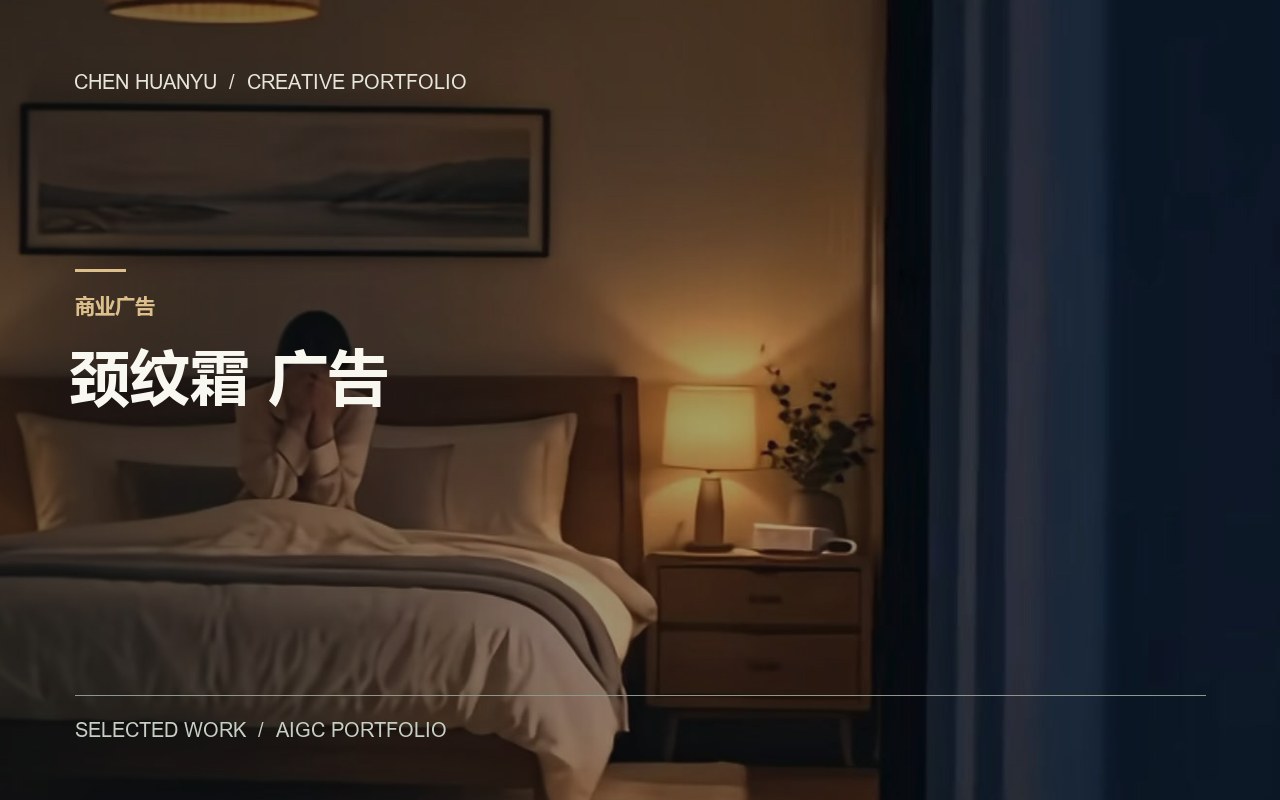 CHEN HUANYU / CREATIVE PORTFOLIO
商业广告
颈纹霜 广告
SELECTED WORK / AIGC PORTFOLIO